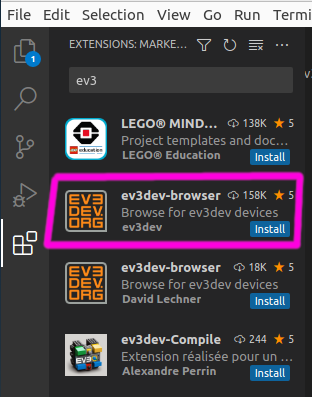 Edit Selection View Go Run Termi
EXTENSIONS: MARKE...
1
ev3
LEGO® MIND... 138K ★ 5
Project templates and doc...
LEGO® Education Install
education
ev3dev-browser 158K ★ 5
Browse for ev3dev devices
ev3dev Install
EV3
DEV.
ORG
ev3dev-browser 18K ★ 5
Browse for ev3dev devices
David Lechner Install
EV3
DEV.
ORG
ev3dev-Compile 244 ★ 5
Extension réalisée pour un ...
Alexandre Perrin Install